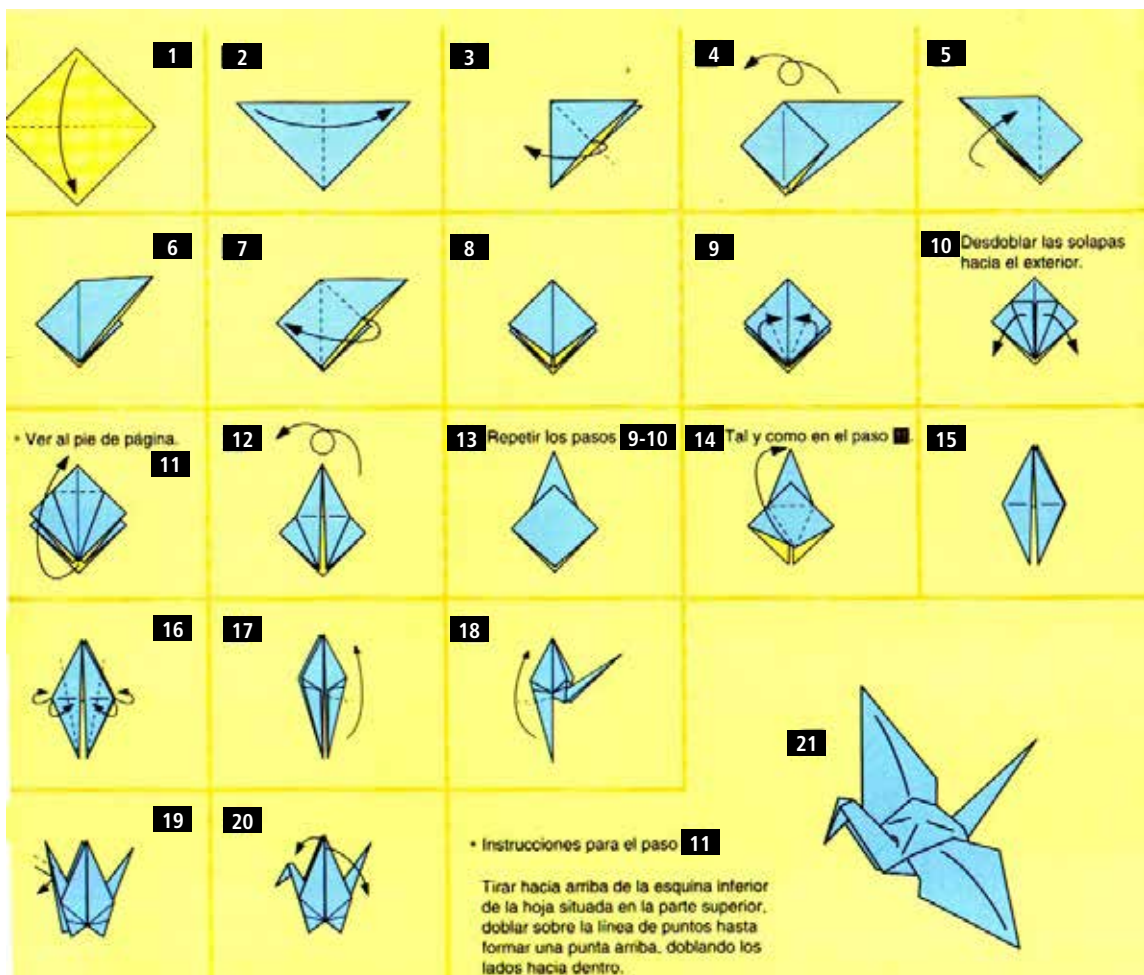 1
2
3
4
5
6
7
8
9
10 Desdoblar las solapas
hacia el exterior.
* Ver al pie de página.
11
12
13 Repetir los pasos 9-10
14 Tal y como en el paso 11.
15
16
17
18
19
20
21
* Instrucciones para el paso 11
Tirar hacia arriba de la esquina inferior
de la hoja situada en la parte superior,
doblar sobre la línea de puntos hasta
formar una punta arriba, doblando los
lados hacia dentro.